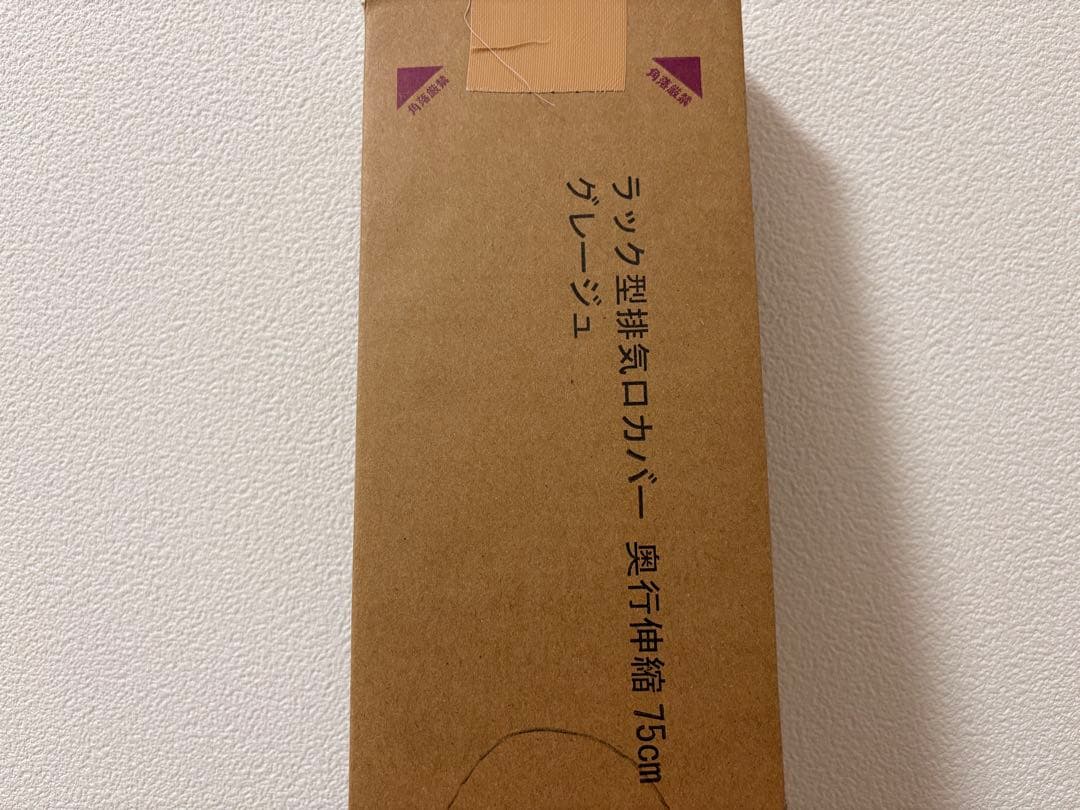 角落厳禁
角落厳禁
ラック型排気口カバー 奥行伸縮 75cm
グレージュ